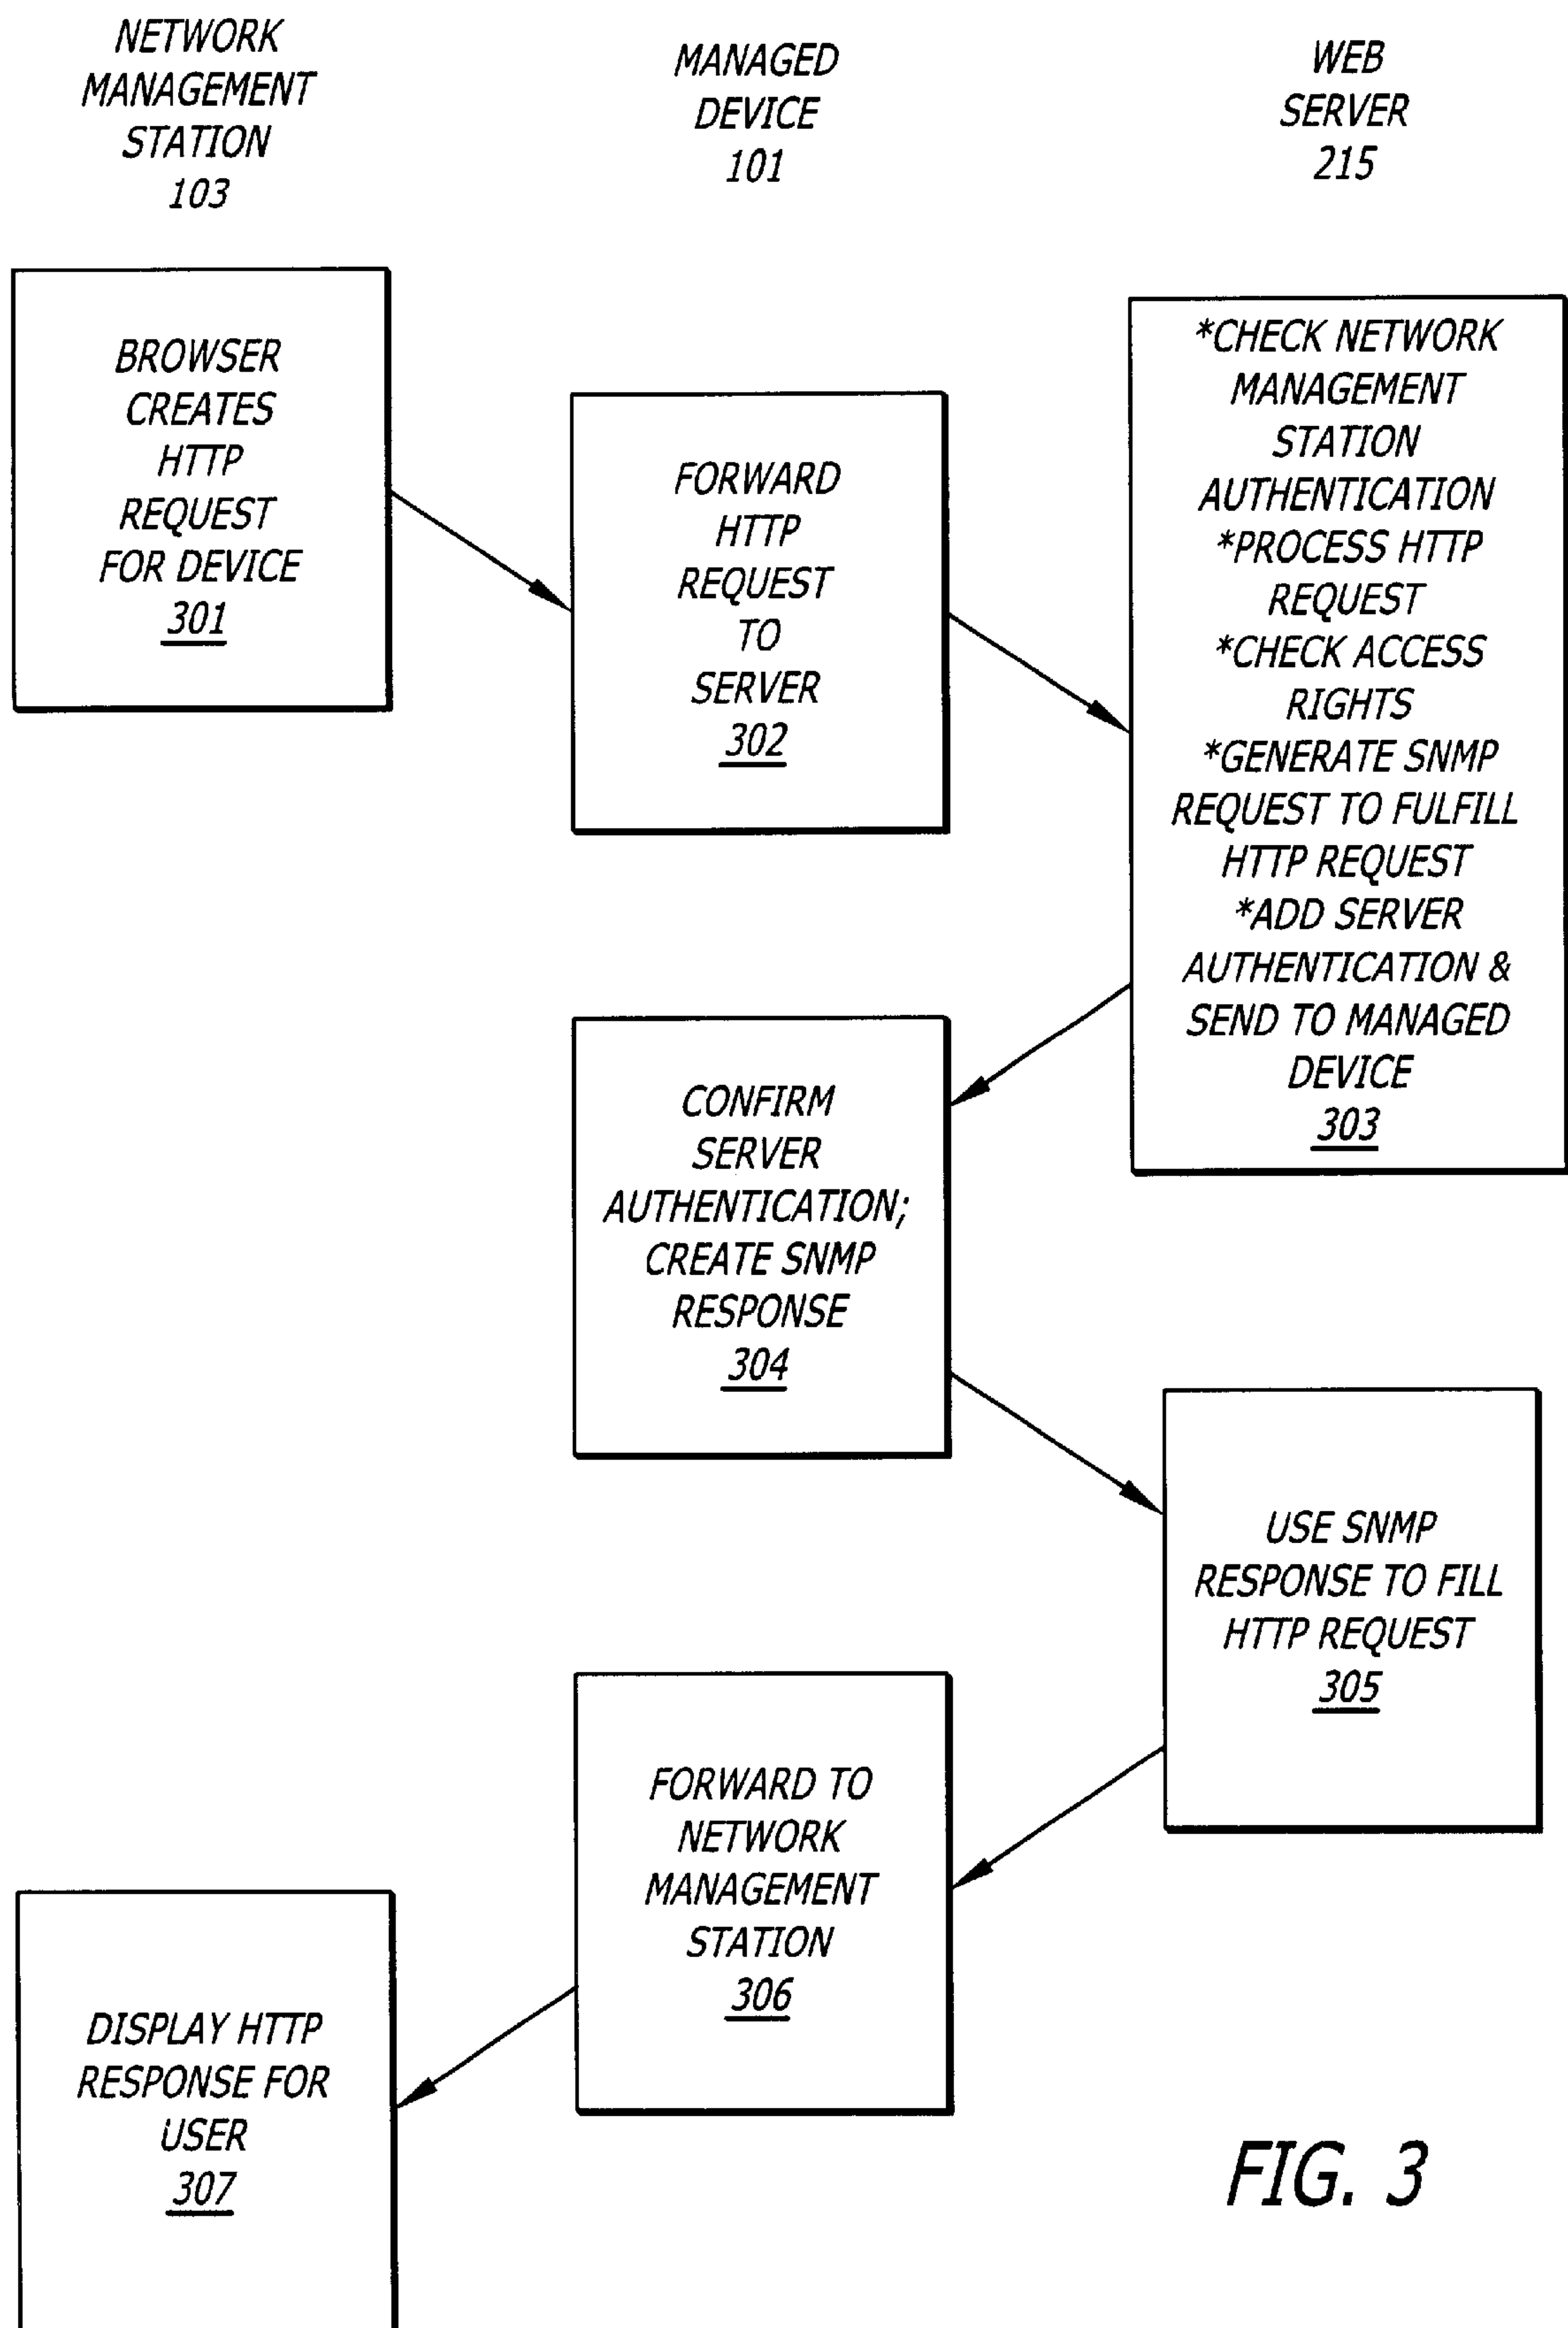 NETWORK
MANAGEMENT
STATION
103
MANAGED
DEVICE
101
WEB
SERVER
215
BROWSER
CREATES
HTTP
REQUEST
FOR DEVICE
301
FORWARD
HTTP
REQUEST
TO
SERVER
302
*CHECK NETWORK
MANAGEMENT
STATION
AUTHENTICATION
*PROCESS HTTP
REQUEST
*CHECK ACCESS
RIGHTS
*GENERATE SNMP
REQUEST TO FULFILL
HTTP REQUEST
*ADD SERVER
AUTHENTICATION &
SEND TO MANAGED
DEVICE
303
CONFIRM
SERVER
AUTHENTICATION;
CREATE SNMP
RESPONSE
304
USE SNMP
RESPONSE TO FILL
HTTP REQUEST
305
FORWARD TO
NETWORK
MANAGEMENT
STATION
306
DISPLAY HTTP
RESPONSE FOR
USER
307
FIG. 3